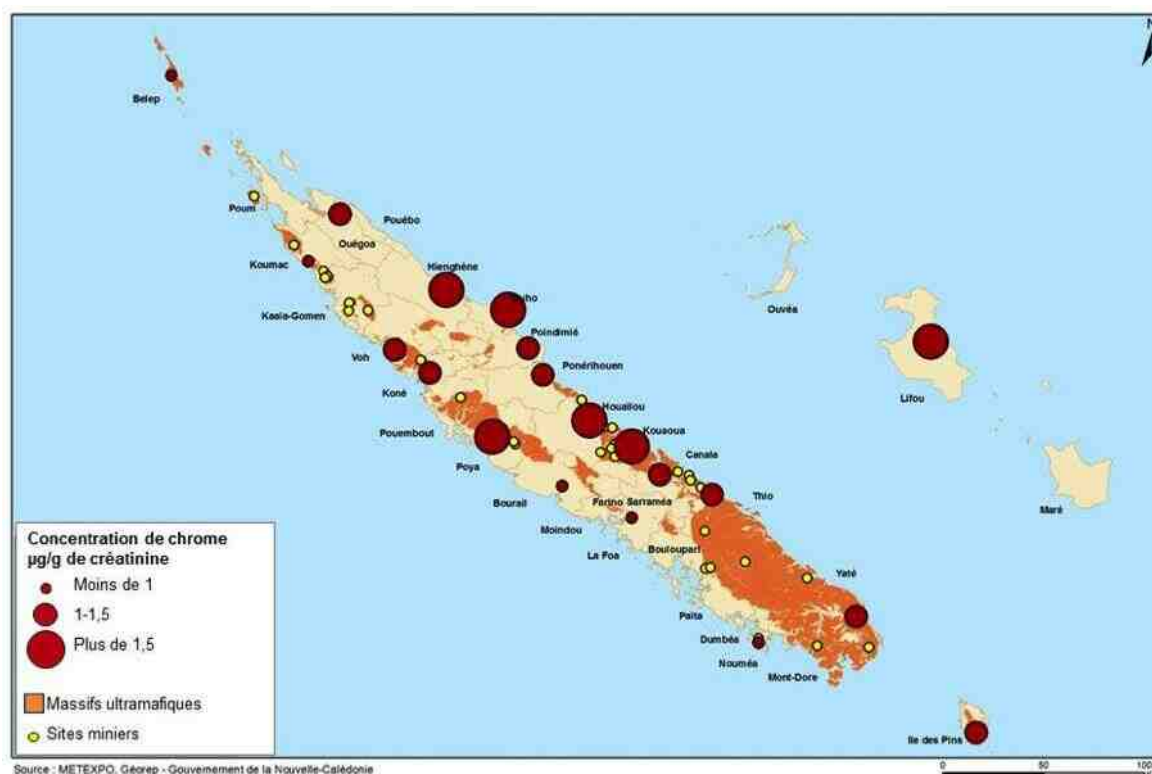 N
Belep
Poum
Pouébo
Ouégoa
Koumac
Hienghène
Kaala-Gomen
Ouvéa
Poindimié
Voh
Ponérihouen
Lifou
Koné
Houaïlou
Pouembout
Kouaoua
Poya
Canala
Bourail
Farino Sarraméa
Thio
Maré
Moindou
La Foa
Boulouparí
Yaté
Païta
Dumbéa
Nouméa
Mont-Dore
Ile des Pins
Concentration de chrome
µg/g de créatinine
Moins de 1
1-1,5
Plus de 1,5
Massifs ultramafiques
Sites miniers
Source : METEXPO, Géorep - Gouvernement de la Nouvelle-Calédonie
0 50 100